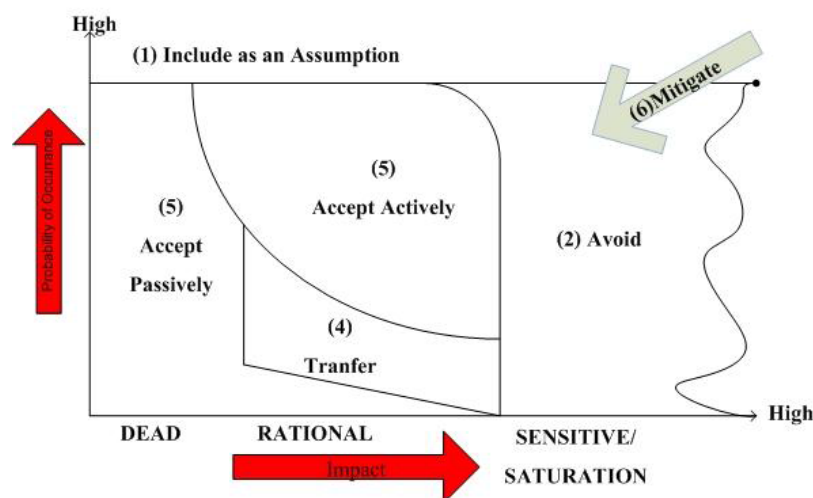 High
(1) Include as an Assumption
(6)Mitigate
Probability of Occurrance
(5)
Accept
Passively
(5)
Accept Actively
(2) Avoid
(4)
Tranfer
High
DEAD
RATIONAL
SENSITIVE/
SATURATION
Impact